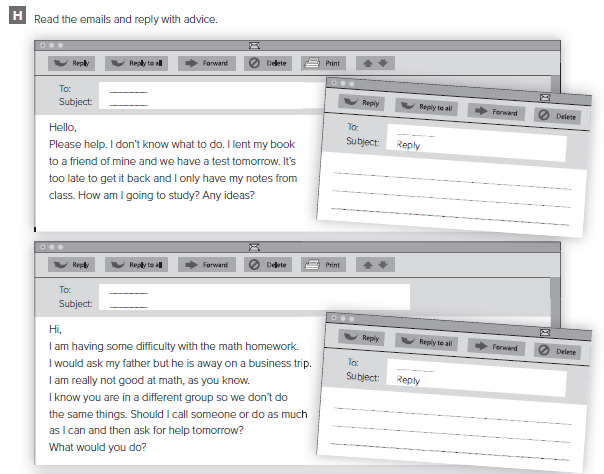 H Read the emails and reply with advice.
Reply Reply to all Forward Delete Print
To:
Subject:
Hello,
Please help. I don't know what to do. I lent my book
to a friend of mine and we have a test tomorrow. It's
too late to get it back and I only have my notes from
class. How am I going to study? Any ideas?
Reply Reply to all Forward Delete
To:
Subject: Reply
Reply Reply to all Forward Delete Print
To:
Subject:
Hi,
I am having some difficulty with the math homework.
I would ask my father but he is away on a business trip.
I am really not good at math, as you know.
I know you are in a different group so we don't do
the same things. Should I call someone or do as much
as I can and then ask for help tomorrow?
What would you do?
Reply Reply to all Forward Delete
To:
Subject: Reply